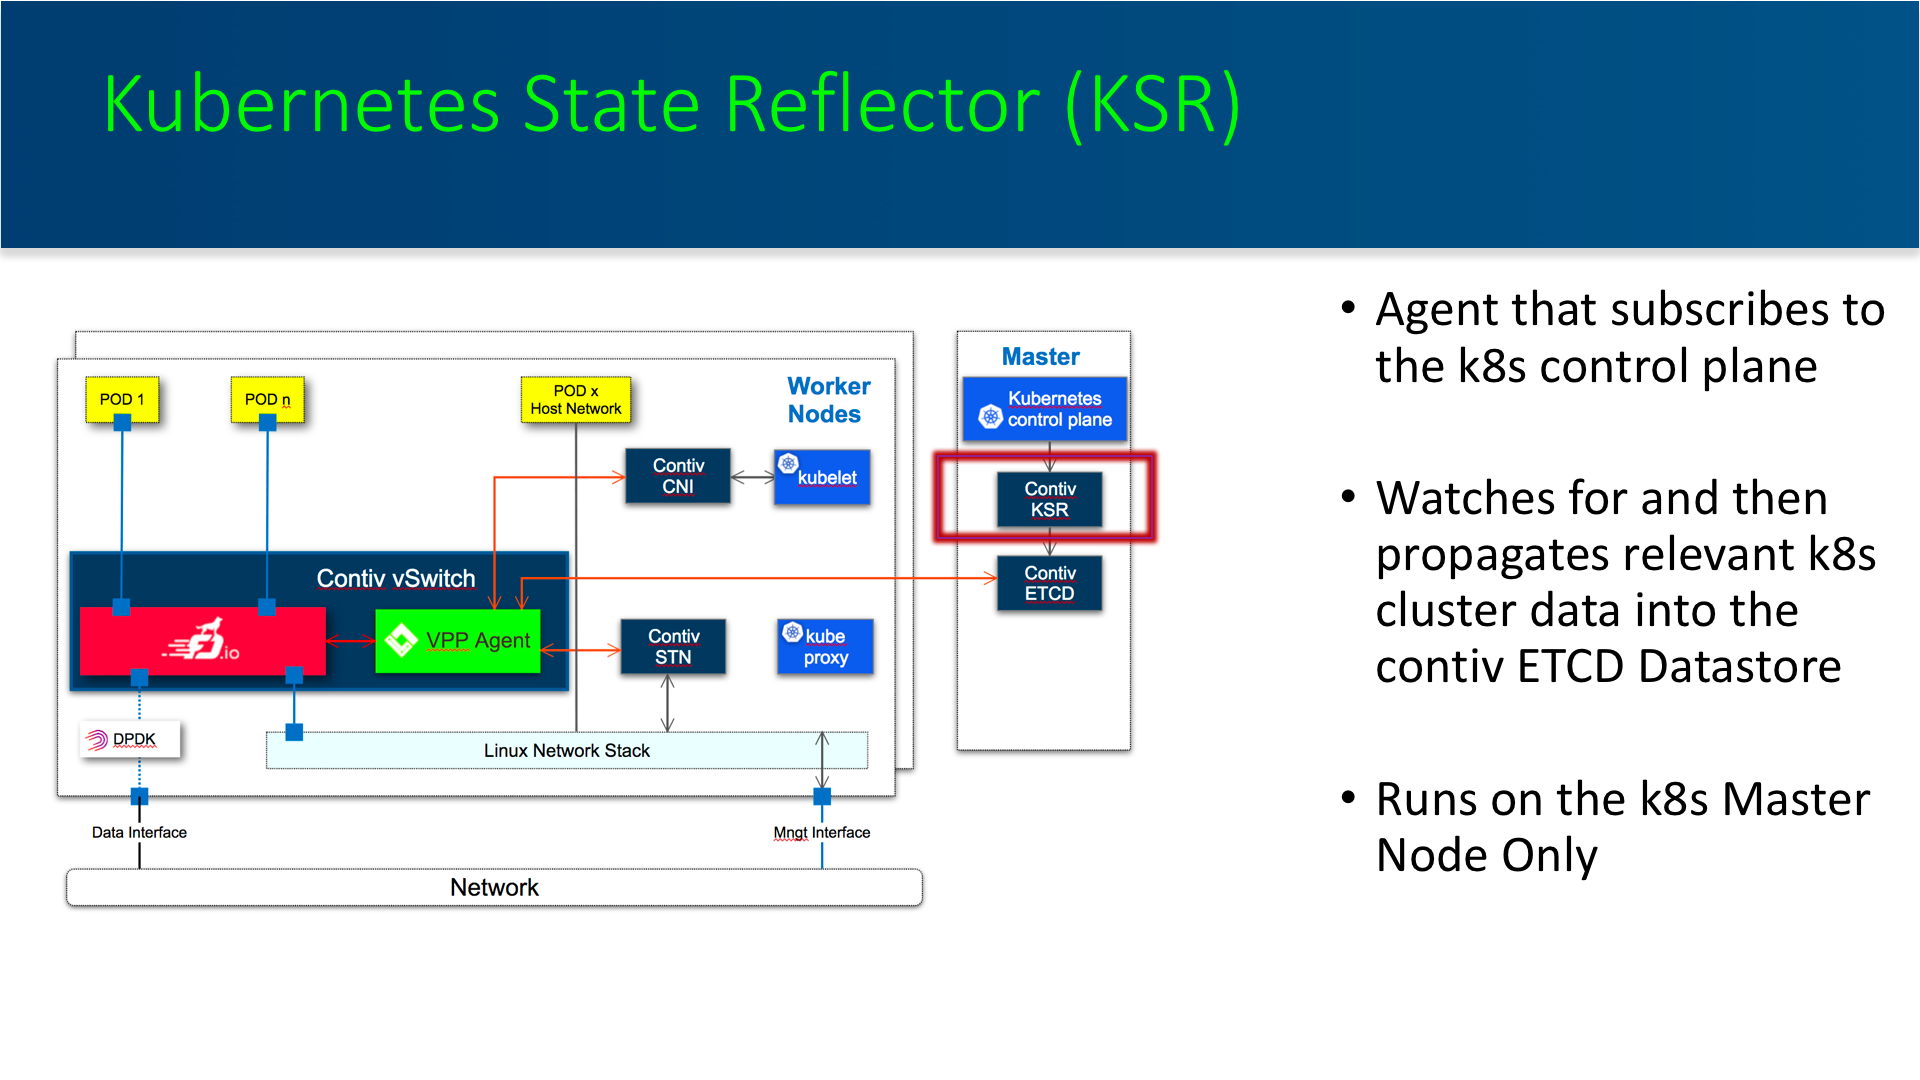 Kubernetes State Reflector (KSR)
• Agent that subscribes to
the k8s control plane
• Watches for and then
propagates relevant k8s
cluster data into the
contiv ETCD Datastore
• Runs on the k8s Master
Node Only
Worker
Nodes
POD 1
POD n
POD x
Host Network
Contiv
CNI
kubelet
Contiv vSwitch
.io
VPP Agent
Contiv
STN
kube
proxy
DPDK
Linux Network Stack
Data Interface
Mngt Interface
Network
Master
Kubernetes
control plane
Contiv
KSR
Contiv
ETCD